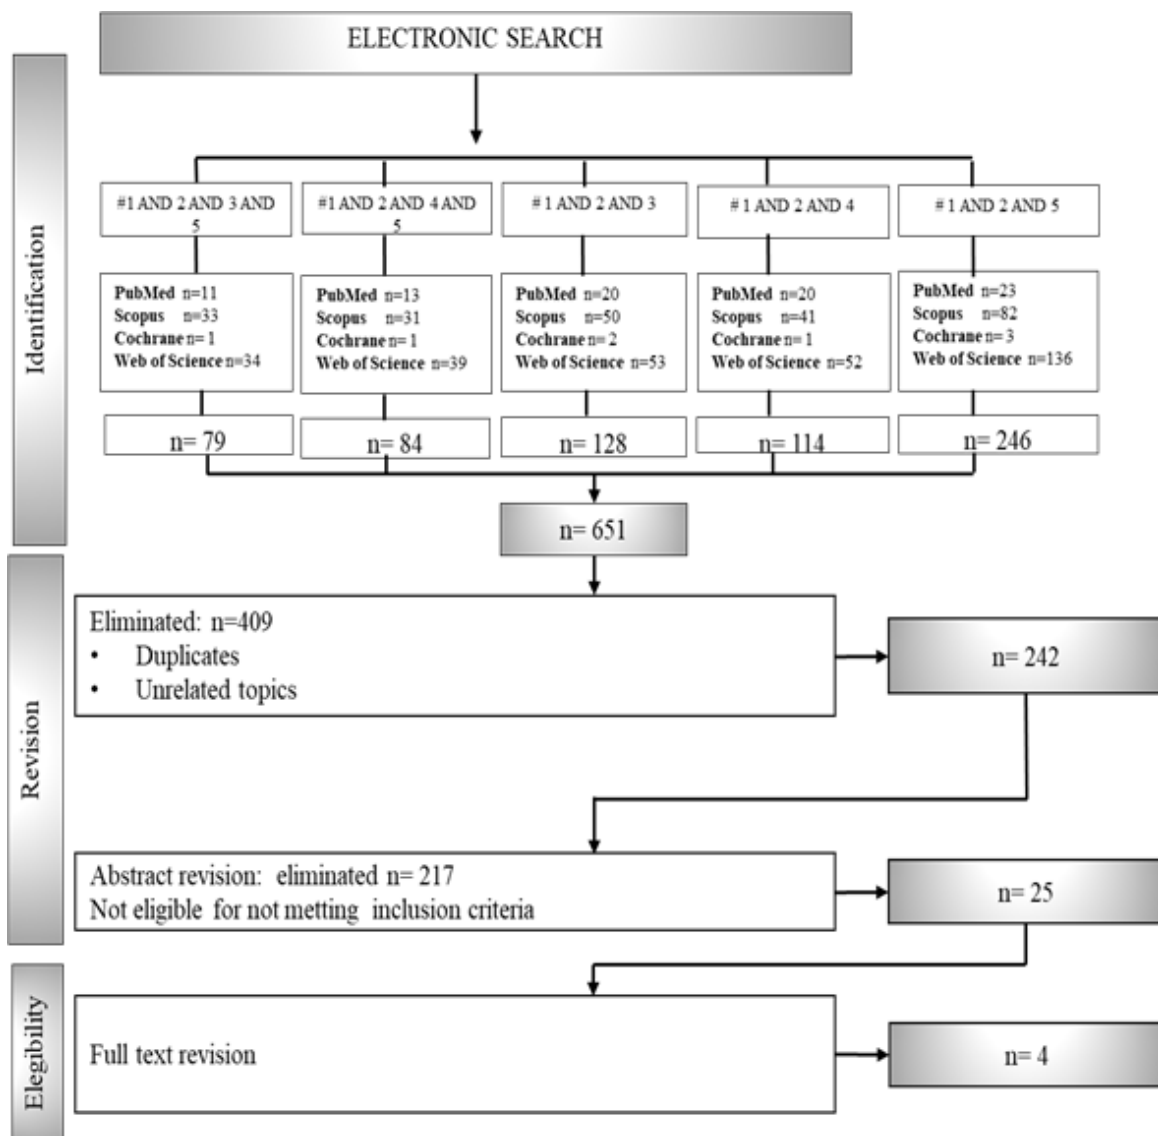 ELECTRONIC SEARCH
Identification
#1 AND 2 AND 3 AND
5
#1 AND 2 AND 4 AND
5
# 1 AND 2 AND 3
# 1 AND 2 AND 4
# 1 AND 2 AND 5
PubMed n=11
Scopus n=33
Cochrane n= 1
Web of Science n=34
PubMed n=13
Scopus n=31
Cochrane n= 1
Web of Science n=39
PubMed n=20
Scopus n=50
Cochrane n= 2
Web of Science n=53
PubMed n=20
Scopus n=41
Cochrane n= 1
Web of Science n=52
PubMed n=23
Scopus n=82
Cochrane n= 3
Web of Science n=136
n= 79
n= 84
n= 128
n= 114
n= 246
n= 651
Revision
Eliminated: n=409
• Duplicates
• Unrelated topics
n= 242
Abstract revision: eliminated n= 217
Not eligible for not metting inclusion criteria
n= 25
Elegibility
Full text revision
n= 4